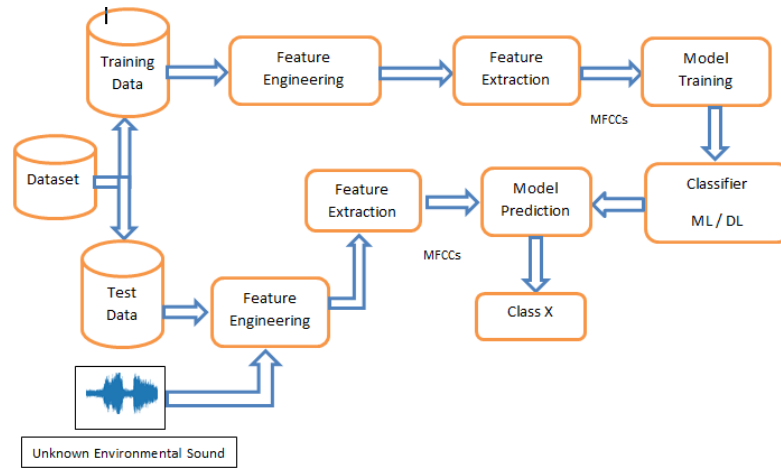 Training
Data
Feature
Engineering
Feature
Extraction
Model
Training
MFCCs
Dataset
Feature
Extraction
Model
Prediction
Classifier
ML / DL
MFCCs
Test
Data
Feature
Engineering
Class X
Unknown Environmental Sound